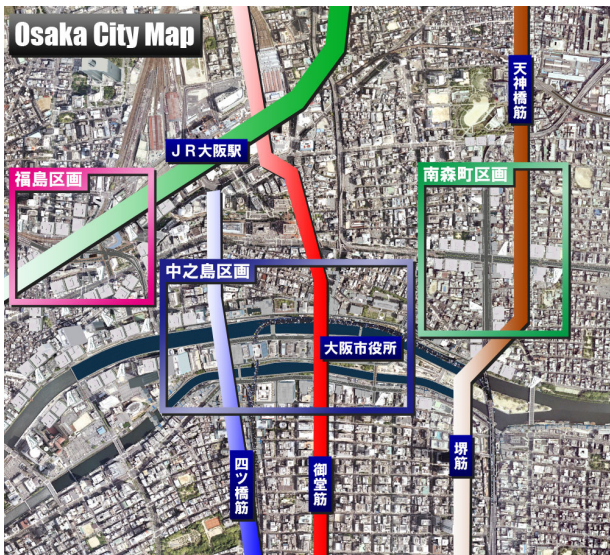 Osaka City Map
天神橋筋
JR大阪駅
福島区画
南森町区画
中之島区画
大阪市役所
四ツ橋筋
御堂筋
堺筋